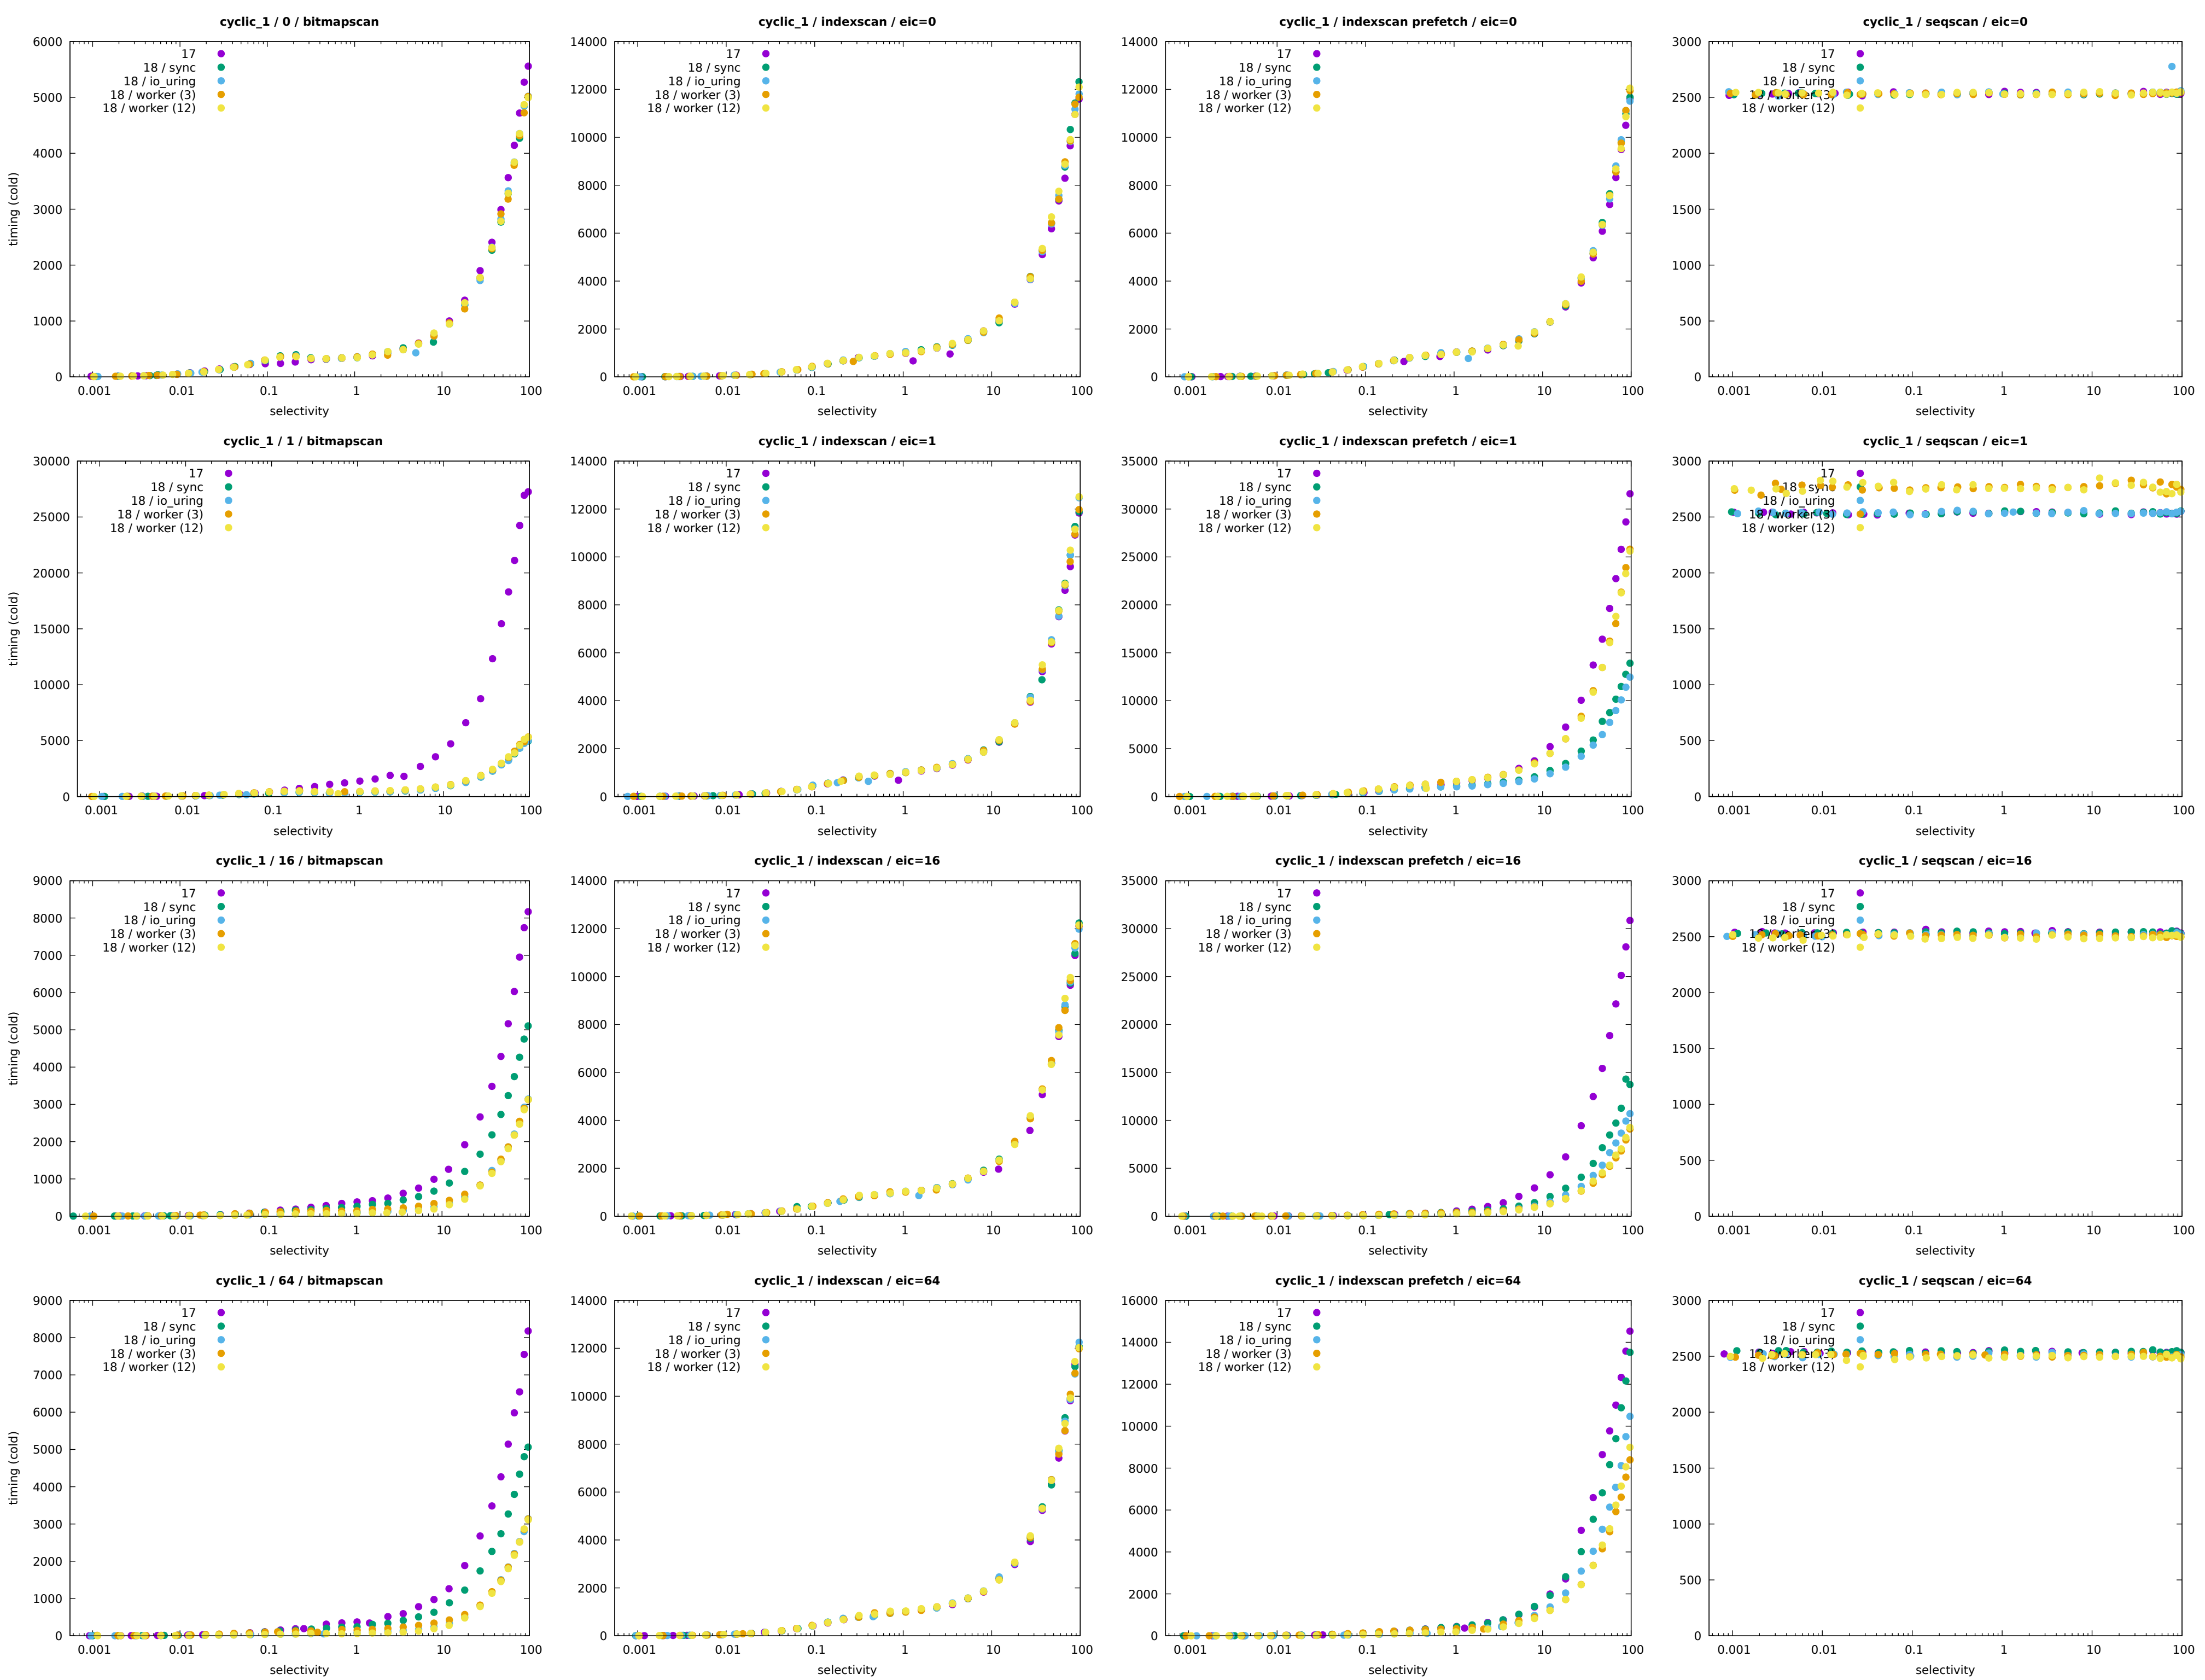 cyclic_1 / 0 / bitmapscan
timing (cold)
6000
5000
4000
3000
2000
1000
0
17
18 / sync
18 / io_uring
18 / worker (3)
18 / worker (12)
0.001 0.01 0.1 1 10 100
selectivity
cyclic_1 / indexscan / eic=0
14000
12000
10000
8000
6000
4000
2000
0
17
18 / sync
18 / io_uring
18 / worker (3)
18 / worker (12)
0.001 0.01 0.1 1 10 100
selectivity
cyclic_1 / indexscan prefetch / eic=0
14000
12000
10000
8000
6000
4000
2000
0
17
18 / sync
18 / io_uring
18 / worker (3)
18 / worker (12)
0.001 0.01 0.1 1 10 100
selectivity
cyclic_1 / seqscan / eic=0
3000
2500
2000
1500
1000
500
0
17
18 / sync
18 / io_uring
18 / worker (3)
18 / worker (12)
0.001 0.01 0.1 1 10 100
selectivity
cyclic_1 / 1 / bitmapscan
timing (cold)
30000
25000
20000
15000
10000
5000
0
17
18 / sync
18 / io_uring
18 / worker (3)
18 / worker (12)
0.001 0.01 0.1 1 10 100
selectivity
cyclic_1 / indexscan / eic=1
14000
12000
10000
8000
6000
4000
2000
0
17
18 / sync
18 / io_uring
18 / worker (3)
18 / worker (12)
0.001 0.01 0.1 1 10 100
selectivity
cyclic_1 / indexscan prefetch / eic=1
35000
30000
25000
20000
15000
10000
5000
0
17
18 / sync
18 / io_uring
18 / worker (3)
18 / worker (12)
0.001 0.01 0.1 1 10 100
selectivity
cyclic_1 / seqscan / eic=1
3000
2500
2000
1500
1000
500
0
17
18 / sync
18 / io_uring
18 / worker (3)
18 / worker (12)
0.001 0.01 0.1 1 10 100
selectivity
cyclic_1 / 16 / bitmapscan
timing (cold)
9000
8000
7000
6000
5000
4000
3000
2000
1000
0
17
18 / sync
18 / io_uring
18 / worker (3)
18 / worker (12)
0.001 0.01 0.1 1 10 100
selectivity
cyclic_1 / indexscan / eic=16
14000
12000
10000
8000
6000
4000
2000
0
17
18 / sync
18 / io_uring
18 / worker (3)
18 / worker (12)
0.001 0.01 0.1 1 10 100
selectivity
cyclic_1 / indexscan prefetch / eic=16
35000
30000
25000
20000
15000
10000
5000
0
17
18 / sync
18 / io_uring
18 / worker (3)
18 / worker (12)
0.001 0.01 0.1 1 10 100
selectivity
cyclic_1 / seqscan / eic=16
3000
2500
2000
1500
1000
500
0
17
18 / sync
18 / io_uring
18 / worker (3)
18 / worker (12)
0.001 0.01 0.1 1 10 100
selectivity
cyclic_1 / 64 / bitmapscan
timing (cold)
9000
8000
7000
6000
5000
4000
3000
2000
1000
0
17
18 / sync
18 / io_uring
18 / worker (3)
18 / worker (12)
0.001 0.01 0.1 1 10 100
selectivity
cyclic_1 / indexscan / eic=64
14000
12000
10000
8000
6000
4000
2000
0
17
18 / sync
18 / io_uring
18 / worker (3)
18 / worker (12)
0.001 0.01 0.1 1 10 100
selectivity
cyclic_1 / indexscan prefetch / eic=64
16000
14000
12000
10000
8000
6000
4000
2000
0
17
18 / sync
18 / io_uring
18 / worker (3)
18 / worker (12)
0.001 0.01 0.1 1 10 100
selectivity
cyclic_1 / seqscan / eic=64
3000
2500
2000
1500
1000
500
0
17
18 / sync
18 / io_uring
18 / worker (3)
18 / worker (12)
0.001 0.01 0.1 1 10 100
selectivity